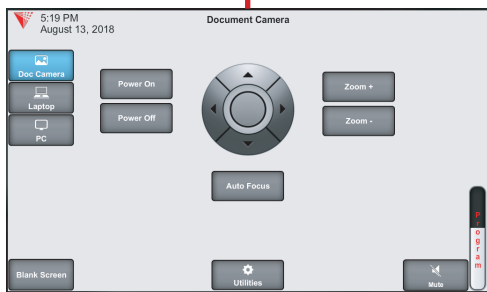 5:19 PM
August 13, 2018
Document Camera
Doc Camera
Laptop
PC
Power On
Power Off
Zoom +
Zoom -
Auto Focus
Program
Blank Screen
Utilities
Mute